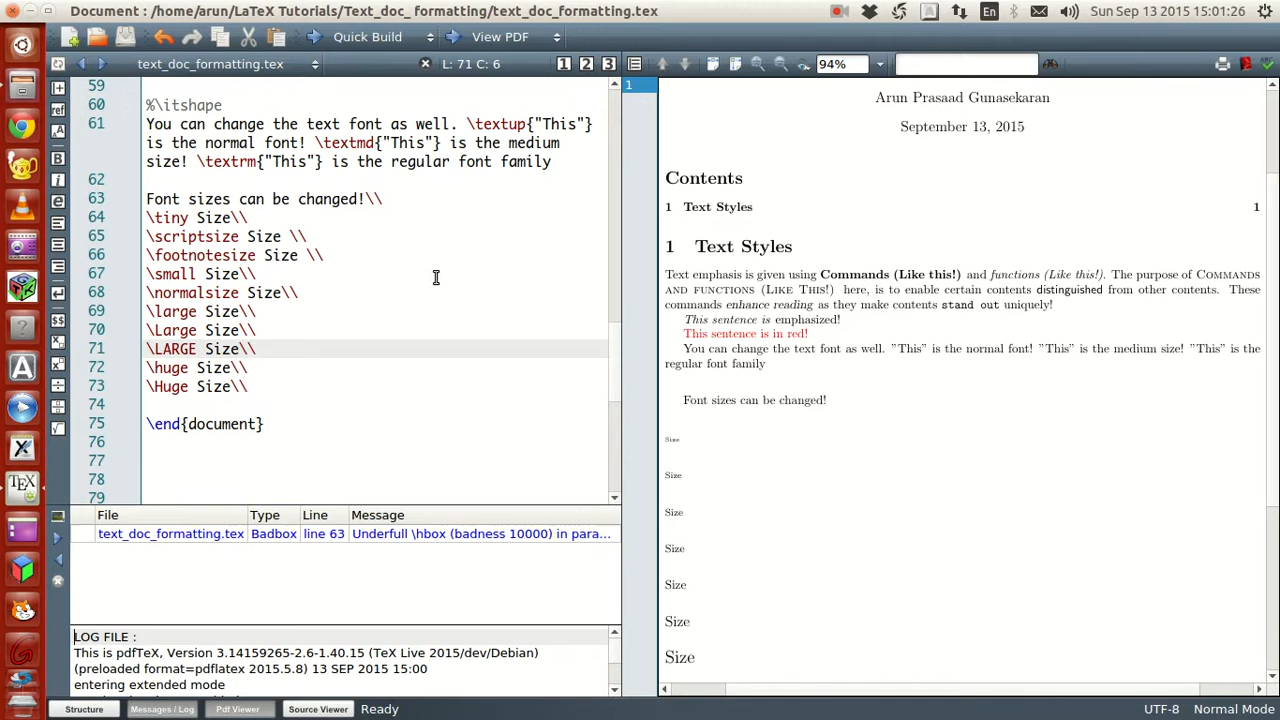 Document : /home/arun/LaTeX Tutorials/Text_doc_ formatting/text_doc_formatting.tex
En
Sun Sep 13 2015 15:01:26
Quick Build
View PDF
text_doc_formatting.tex
L: 71 C: 6
1 2 3
94%
59
60 %\itshape
61 You can change the text font as well. \textup{"This"}
is the normal font! \textmd{"This"} is the medium
size! \textrm{"This"} is the regular font family
62
63 Font sizes can be changed!\\
64 \tiny Size\\
65 \scriptsize Size \\
66 \footnotesize Size \\
67 \small Size\\
68 \normalsize Size\\
69 \large Size\\
70 \Large Size\\
71 \LARGE Size\\
72 \huge Size\\
73 \Huge Size\\
74
75 \end{document}
76
77
78
79
File Type Line Message
text_doc_formatting.tex Badbox line 63 Underfull \hbox (badness 10000) in para...
LOG FILE :
This is pdfTeX, Version 3.14159265-2.6-1.40.15 (TeX Live 2015/dev/Debian)
(preloaded format=pdflatex 2015.5.8) 13 SEP 2015 15:00
entering extended mode
1
Arun Prasaad Gunasekaran
September 13, 2015
Contents
1 Text Styles 1
1 Text Styles
Text emphasis is given using Commands (Like this!) and functions (Like this!). The purpose of Commands
and functions (Like This!) here, is to enable certain contents distinguished from other contents. These
commands enhance reading as they make contents stand out uniquely!
This sentence is emphasized!
This sentence is in red!
You can change the text font as well. "This" is the normal font! "This" is the medium size! "This" is the
regular font family
Font sizes can be changed!
Size
Size
Size
Size
Size
Size
Size
Structure
Messages / Log
Pdf Viewer
Source Viewer
Ready
UTF-8
Normal Mode